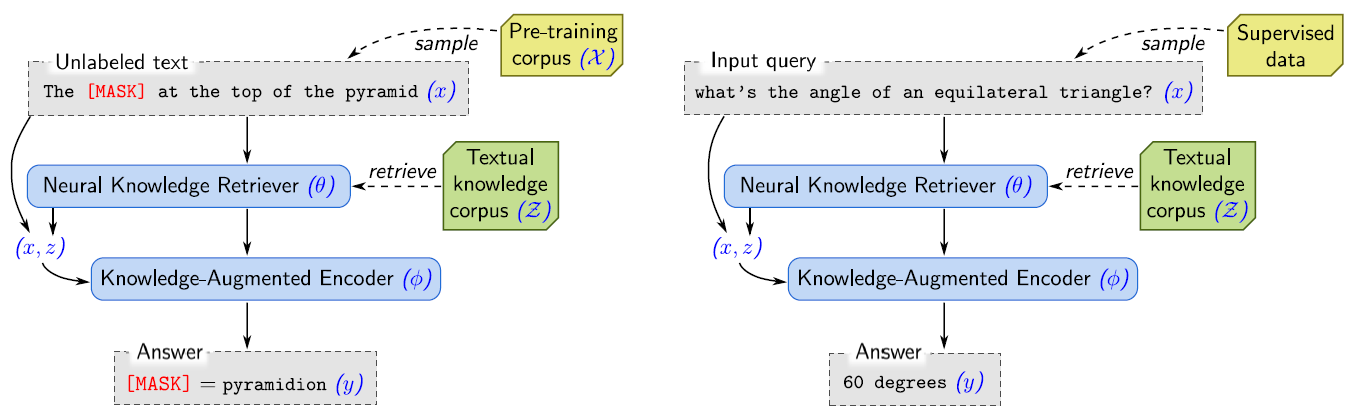 Pre-training
corpus (𝒳)
sample
Unlabeled text
The [MASK] at the top of the pyramid (x)
Neural Knowledge Retriever (θ)
retrieve
Textual
knowledge
corpus (𝒵)
(x, z)
Knowledge-Augmented Encoder (ϕ)
Answer
[MASK] = pyramidion (y)
Supervised
data
sample
Input query
what's the angle of an equilateral triangle? (x)
Neural Knowledge Retriever (θ)
retrieve
Textual
knowledge
corpus (𝒵)
(x, z)
Knowledge-Augmented Encoder (ϕ)
Answer
60 degrees (y)